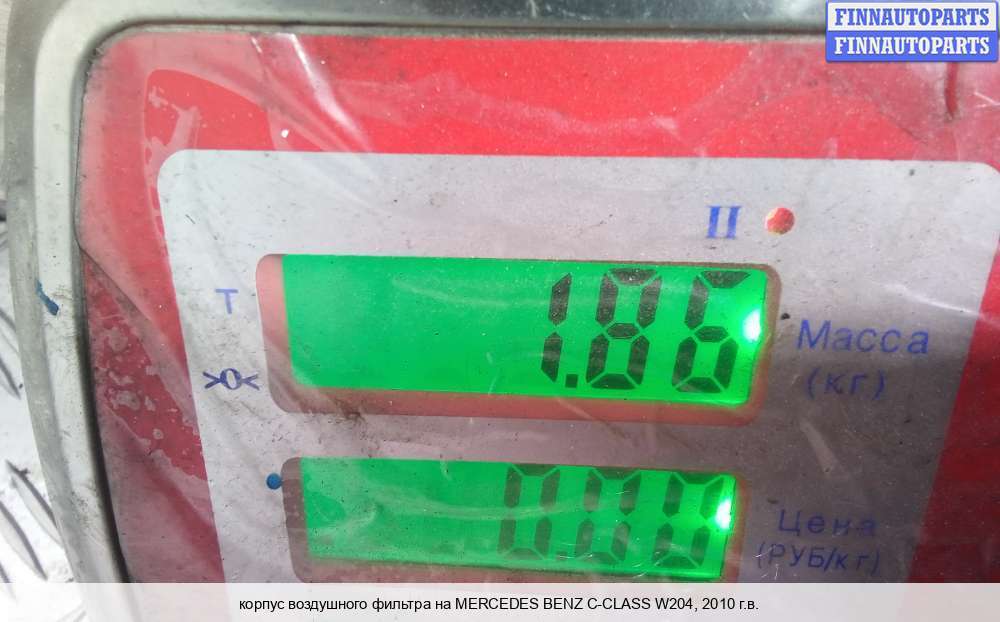 FINNAUTOPARTS
FINNAUTOPARTS
II
T
1.86
Масса
(кг)
>0<
0.00
Цена
(РУБ/кг)
корпус воздушного фильтра на MERCEDES BENZ C-CLASS W204, 2010 г.в.